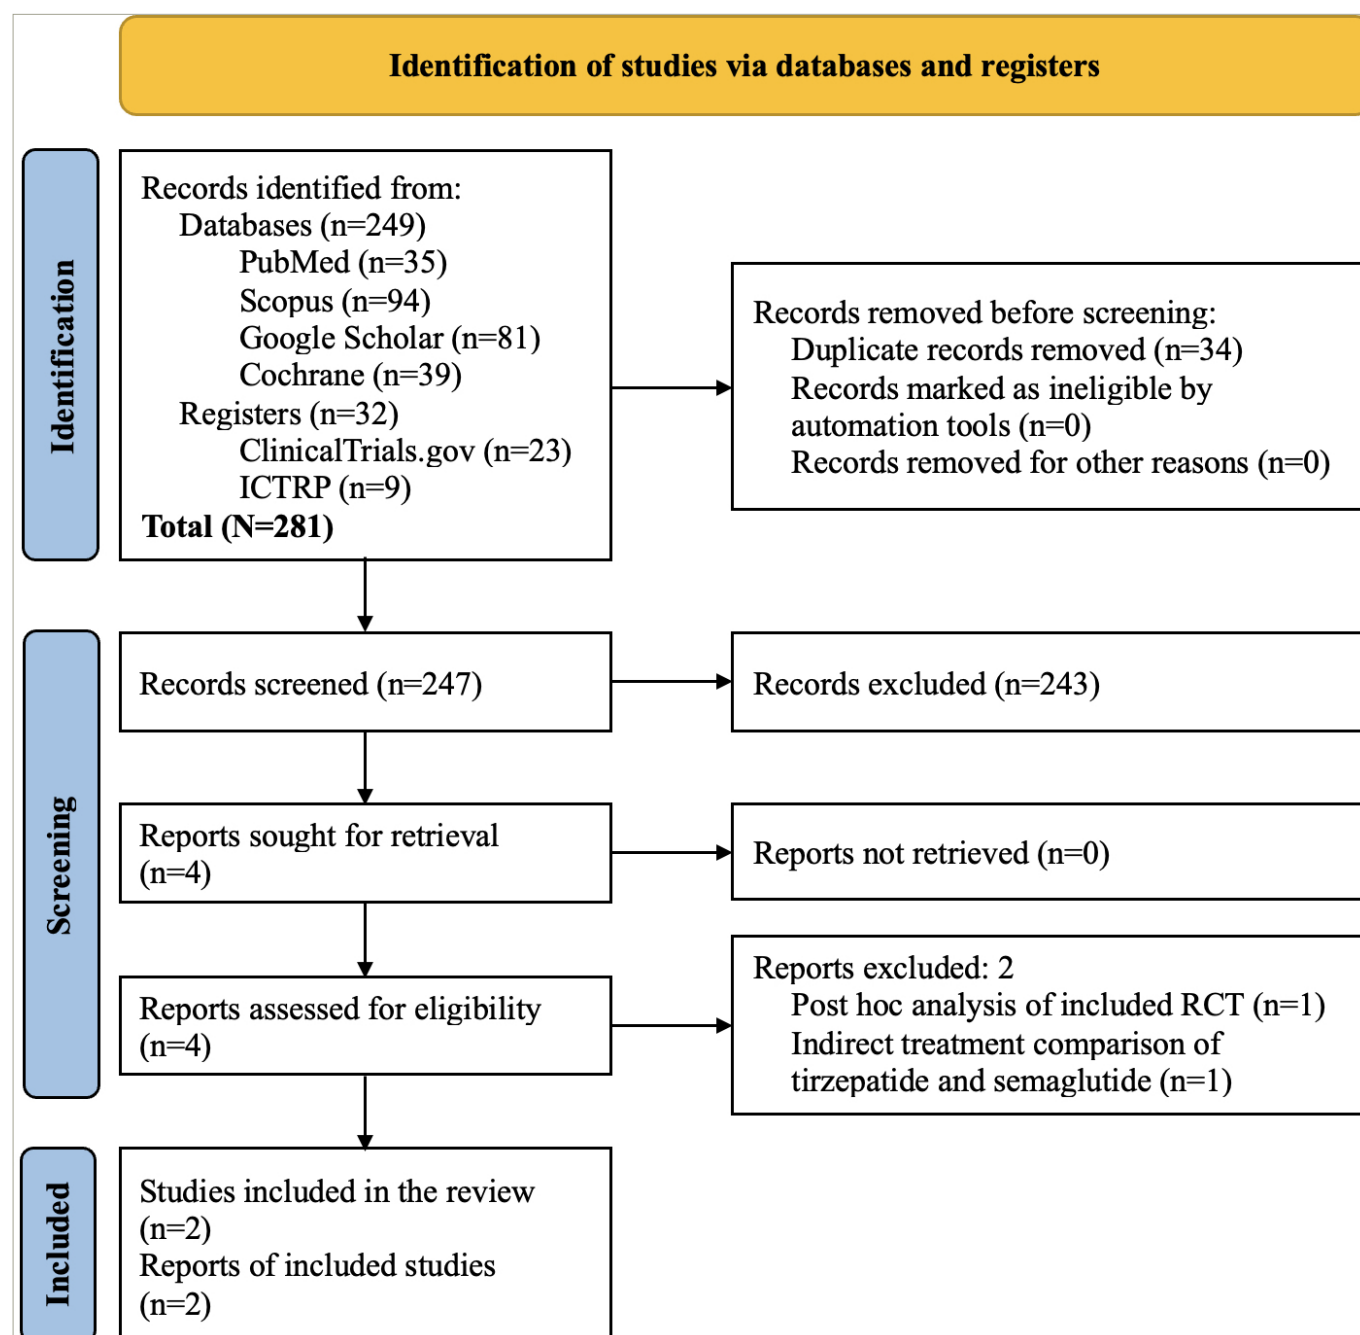 Identification of studies via databases and registers
Identification
Records identified from:
Databases (n=249)
PubMed (n=35)
Scopus (n=94)
Google Scholar (n=81)
Cochrane (n=39)
Registers (n=32)
ClinicalTrials.gov (n=23)
ICTRP (n=9)
Total (N=281)
Records removed before screening:
Duplicate records removed (n=34)
Records marked as ineligible by
automation tools (n=0)
Records removed for other reasons (n=0)
Screening
Records screened (n=247)
Records excluded (n=243)
Reports sought for retrieval
(n=4)
Reports not retrieved (n=0)
Reports assessed for eligibility
(n=4)
Reports excluded: 2
Post hoc analysis of included RCT (n=1)
Indirect treatment comparison of
tirzepatide and semaglutide (n=1)
Included
Studies included in the review
(n=2)
Reports of included studies
(n=2)